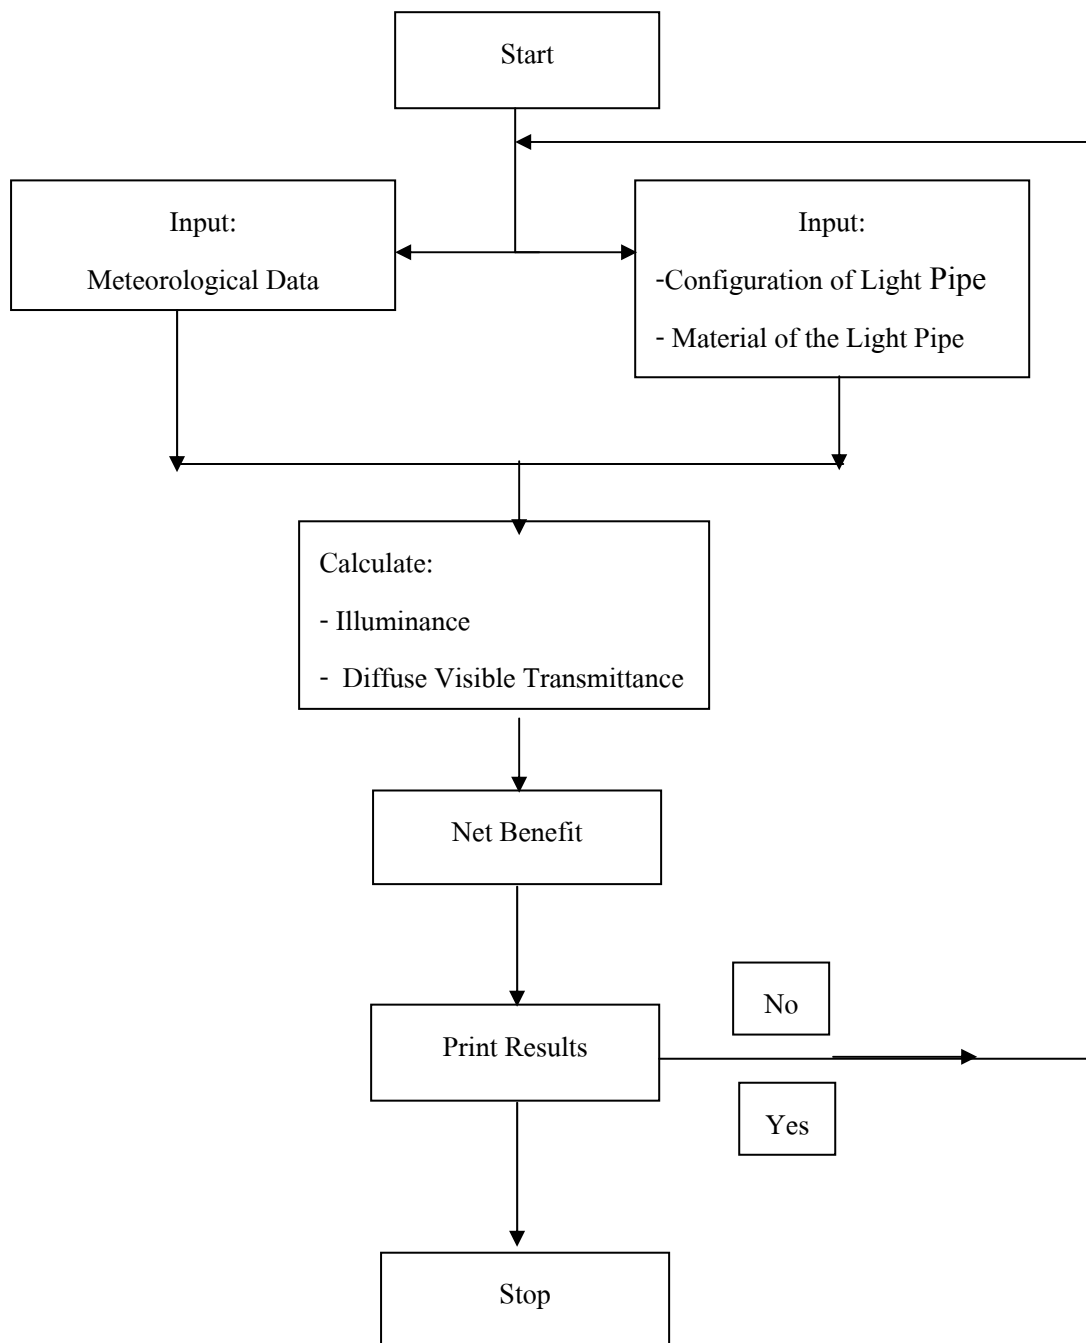 Start
Input:
Meteorological Data
Input:
-Configuration of Light Pipe
- Material of the Light Pipe
Calculate:
- Illuminance
- Diffuse Visible Transmittance
Net Benefit
Print Results
No
Yes
Stop